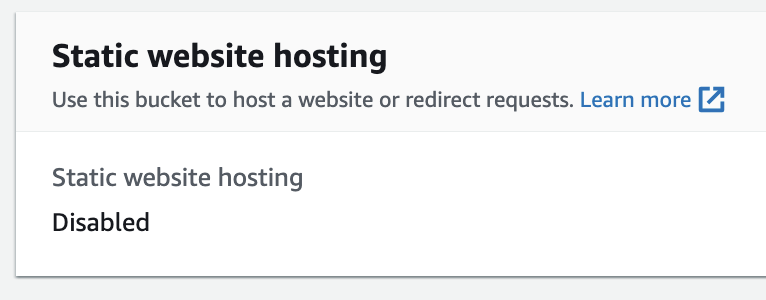 Static website hosting
Use this bucket to host a website or redirect requests. Learn more
Static website hosting
Disabled